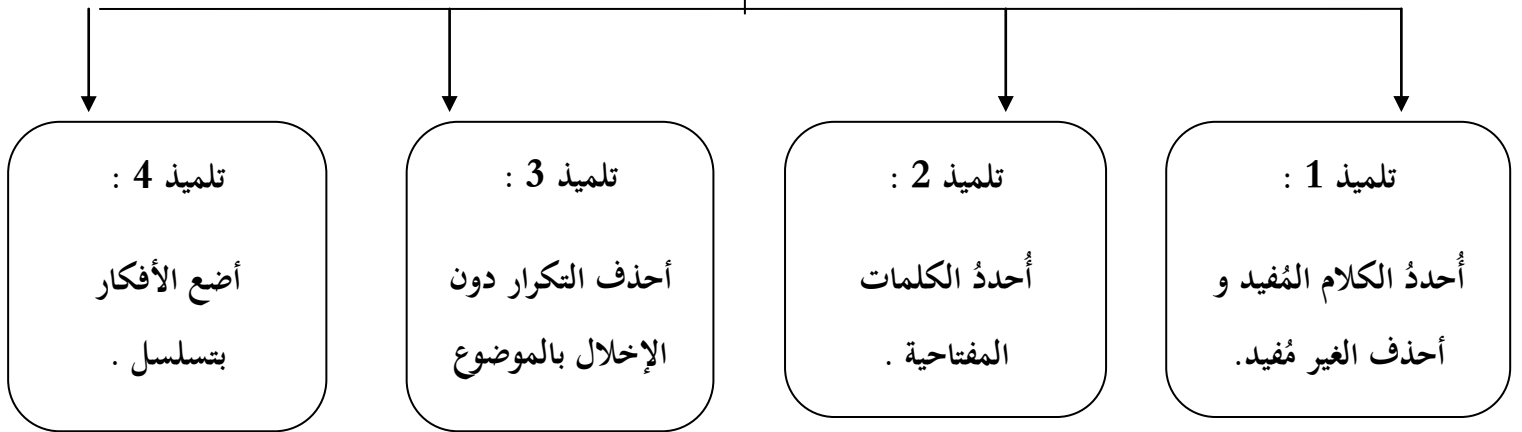 تلميذ 1 :
أُحددُ الكلام المُفيد و
أحذف الغير مُفيد.
تلميذ 2 :
أُحددُ الكلمات
المفتاحية .
تلميذ 3 :
أحذف التكرار دون
الإخلال بالموضوع
تلميذ 4 :
أضع الأفكار
بتسلسل .